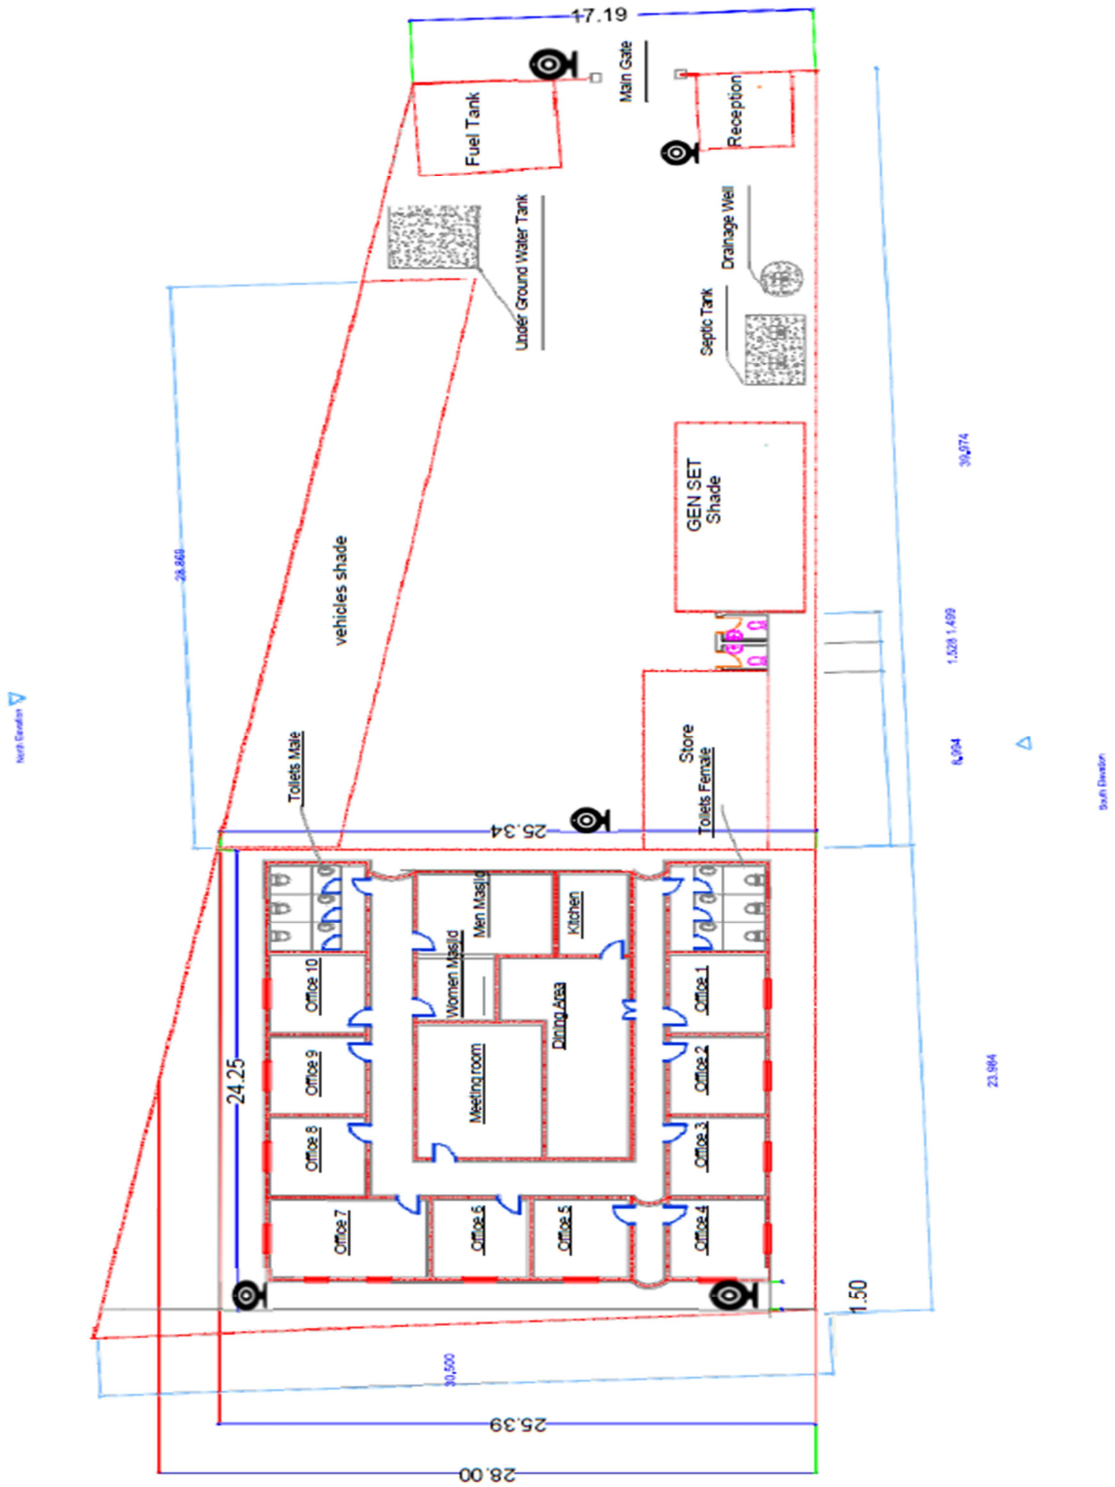 17.19
Main Gate
Fuel Tank
Reception
Under Ground Water Tank
Drainage Well
Septic Tank
39,974
GEN SET
Shade
28.869
vehicles shade
1,528 1,499
North Elevation
Toilets Male
Store
Toilets Female
8,994
South Elevation
25.34
Men Masjid
Kitchen
Women Masjid
Office 10
Dining Area
Office 1
24.25
Office 9
Meeting room
Office 2
23.984
Office 8
Office 3
Office 7
Office 6
Office 5
Office 4
1.50
30,500
25.39
28.00